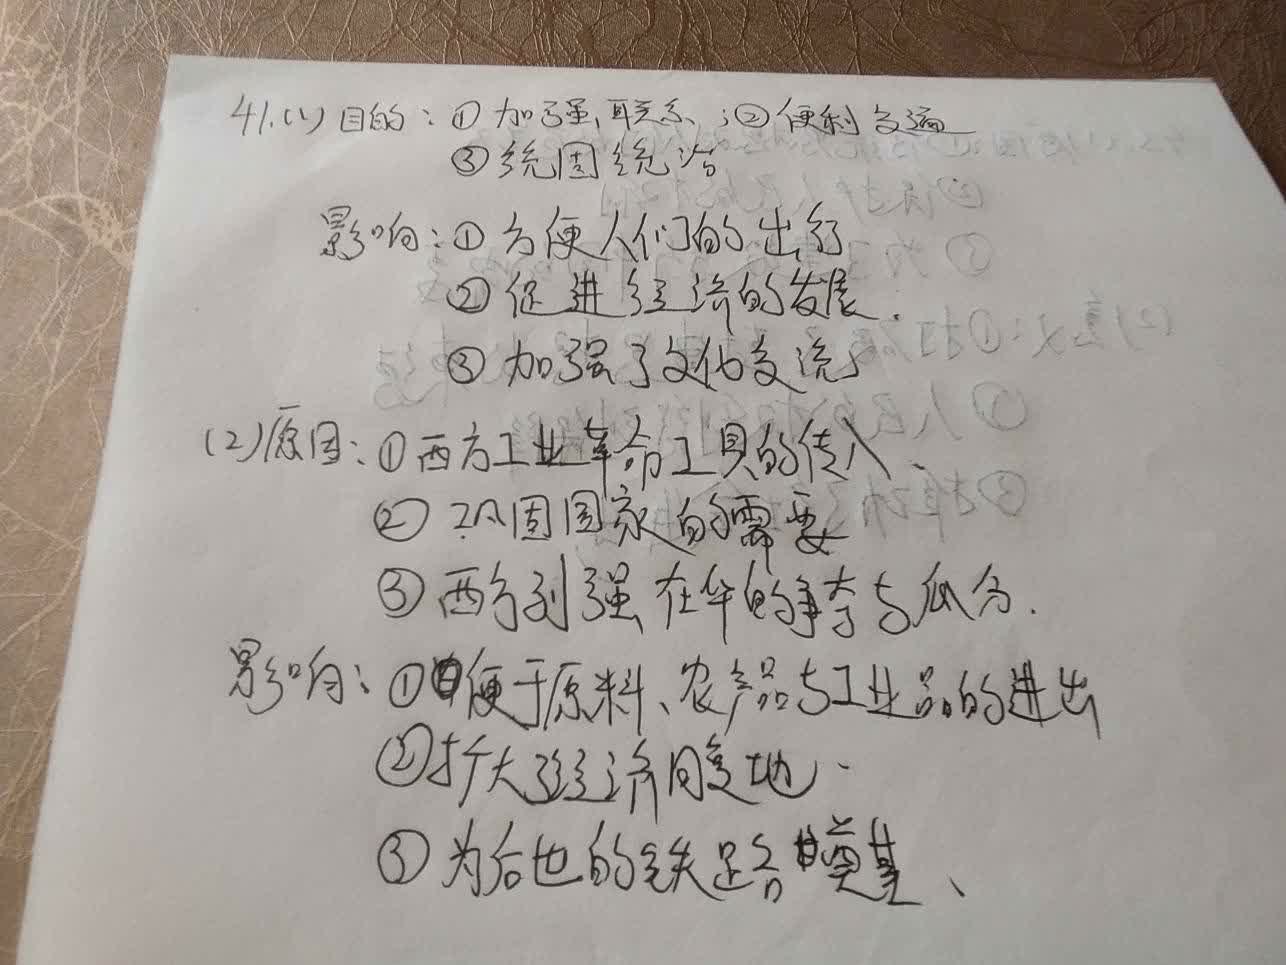 41.(1)目的:①加强联系;②便利交通
③统固统治
影响:①方便人们的出行
②促进经济的发展.
③加强了文化交流
(2)原因:①西方工业革命工具的传入
②巩固国家的需要
③西方列强在华的争夺与瓜分.
影响:①便于原料、农产品与工业品的进出
②扩大经济腹地.
③为后世的铁路奠基、